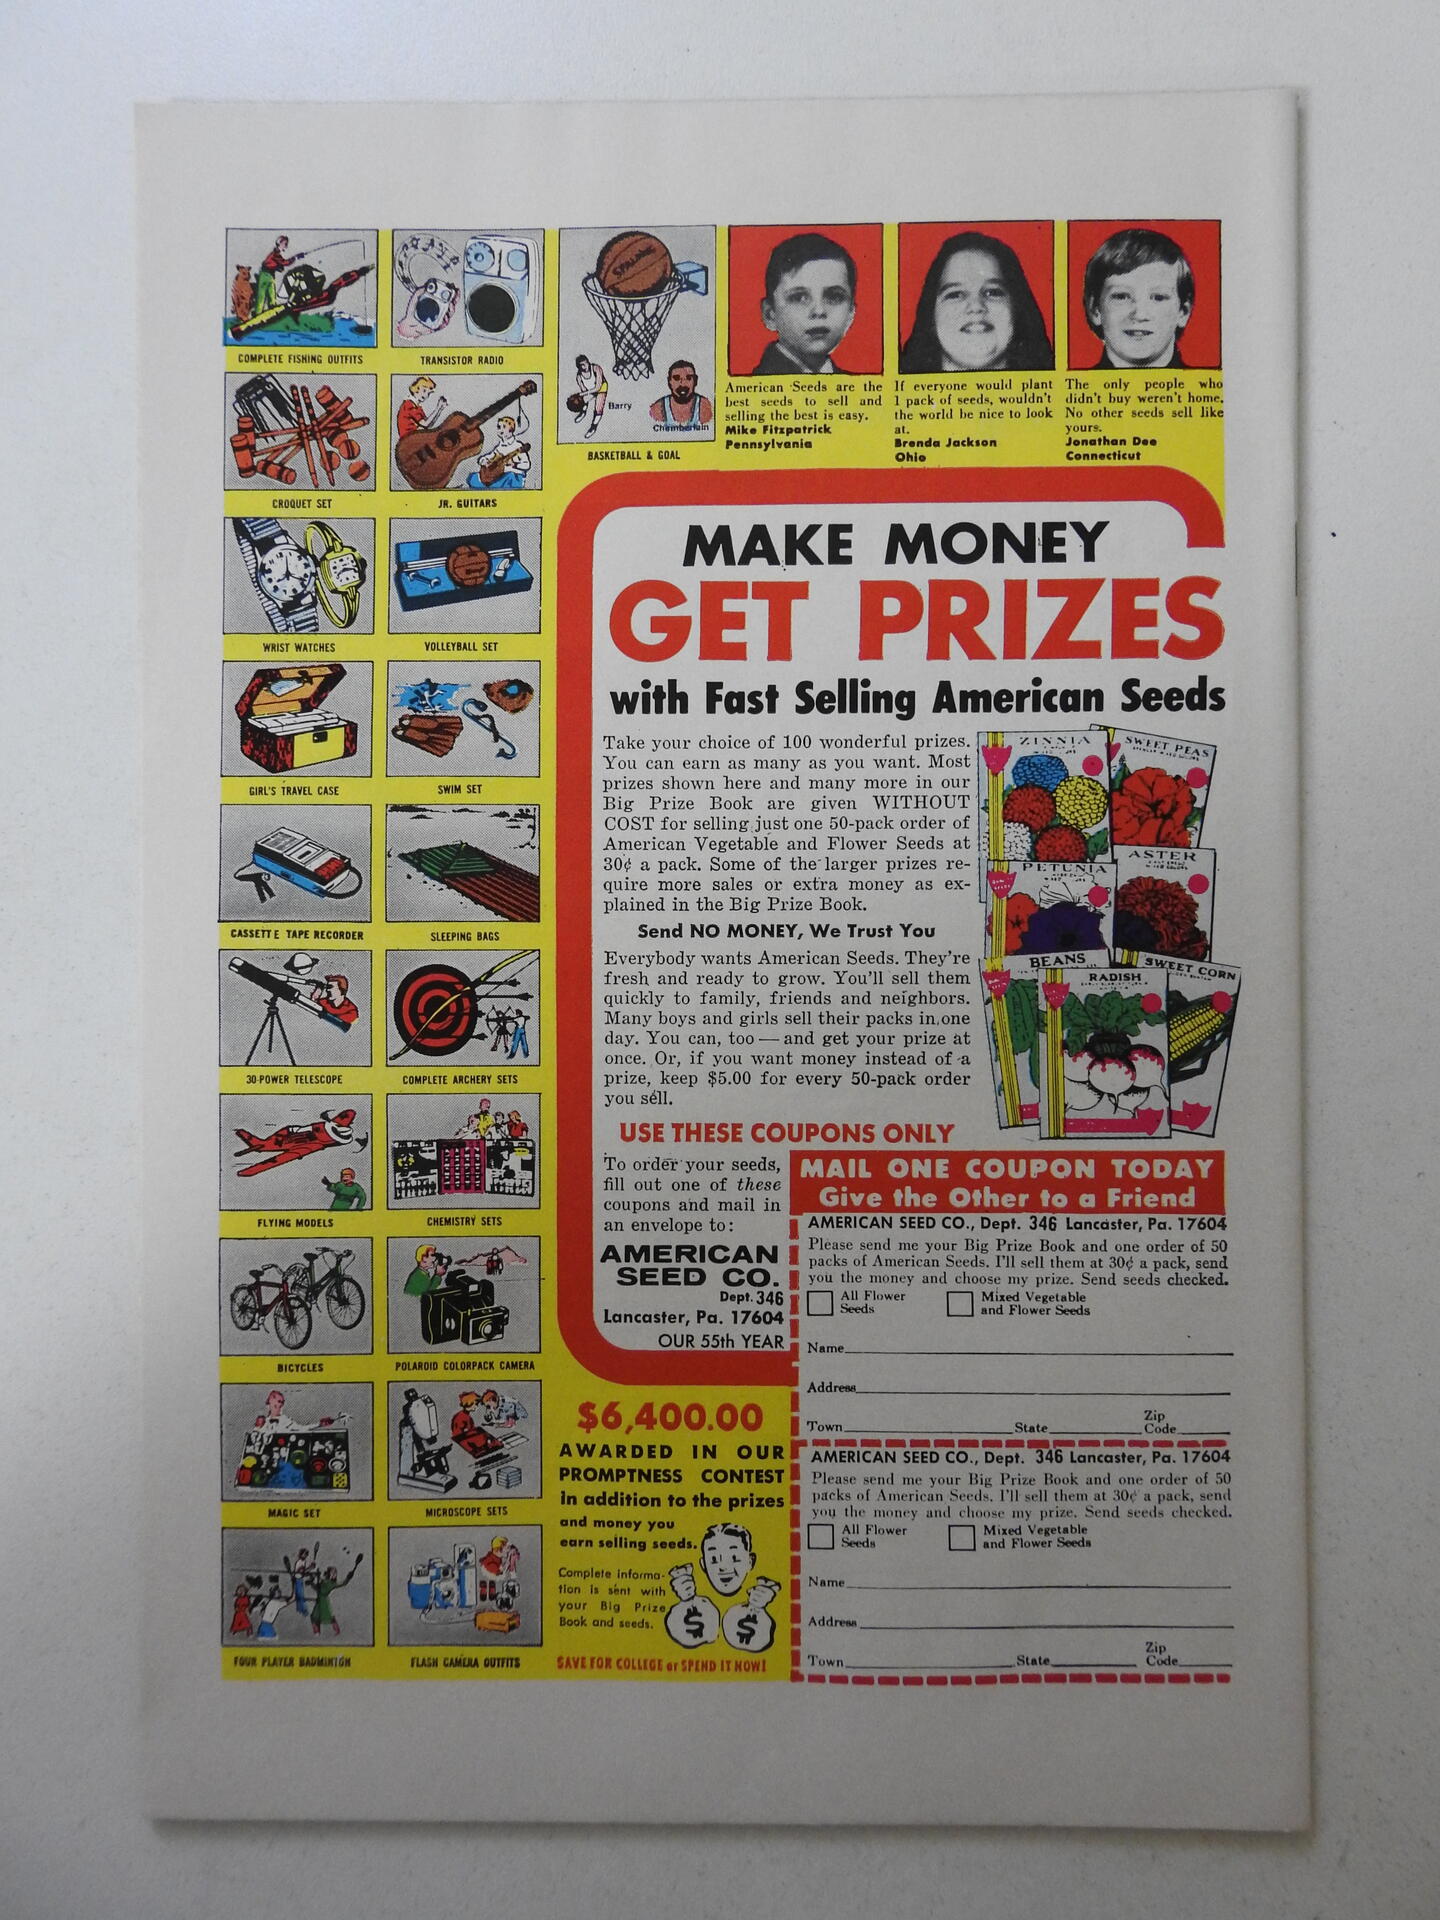 COMPLETE FISHING OUTFITS
TRANSISTOR RADIO
CROQUET SET
JR. GUITARS
WRIST WATCHES
VOLLEYBALL SET
GIRL'S TRAVEL CASE
SWIM SET
CASSETTE TAPE RECORDER
SLEEPING BAGS
30-POWER TELESCOPE
COMPLETE ARCHERY SETS
FLYING MODELS
CHEMISTRY SETS
BICYCLES
POLAROID COLORPACK CAMERA
MAGIC SET
MICROSCOPE SETS
FOUR PLAYER BADMINTON
FLASH CAMERA OUTFITS
SPALDING
Barry
Chamberlain
BASKETBALL & GOAL
American Seeds are the
best seeds to sell and
selling the best is easy.
Mike Fitzpatrick
Pennsylvania
If everyone would plant
1 pack of seeds, wouldn't
the world be nice to look
at.
Brenda Jackson
Ohio
The only people who
didn't buy weren't home.
No other seeds sell like
yours.
Jonathan Dee
Connecticut
MAKE MONEY
GET PRIZES
with Fast Selling American Seeds
Take your choice of 100 wonderful prizes.
You can earn as many as you want. Most
prizes shown here and many more in our
Big Prize Book are given WITHOUT
COST for selling just one 50-pack order of
American Vegetable and Flower Seeds at
30¢ a pack. Some of the larger prizes re-
quire more sales or extra money as ex-
plained in the Big Prize Book.
Send NO MONEY, We Trust You
Everybody wants American Seeds. They're
fresh and ready to grow. You'll sell them
quickly to family, friends and neighbors.
Many boys and girls sell their packs in one
day. You can, too — and get your prize at
once. Or, if you want money instead of a
prize, keep $5.00 for every 50-pack order
you sell.
ZINNIA
SWEET PEAS
PETUNIA
ASTER
BEANS
RADISH
SWEET CORN
USE THESE COUPONS ONLY
To order your seeds,
fill out one of these
coupons and mail in
an envelope to:
AMERICAN
SEED CO.
Dept. 346
Lancaster, Pa. 17604
OUR 55th YEAR
$6,400.00
AWARDED IN OUR
PROMPTNESS CONTEST
in addition to the prizes
and money you
earn selling seeds.
Complete informa-
tion is sent with
your Big Prize
Book and seeds.
$ $
SAVE FOR COLLEGE or SPEND IT NOW!
MAIL ONE COUPON TODAY
Give the Other to a Friend
AMERICAN SEED CO., Dept. 346 Lancaster, Pa. 17604
Please send me your Big Prize Book and one order of 50
packs of American Seeds. I'll sell them at 30¢ a pack, send
you the money and choose my prize. Send seeds checked.
All Flower Seeds
Mixed Vegetable and Flower Seeds
Name
Address
Town State Zip Code
AMERICAN SEED CO., Dept. 346 Lancaster, Pa. 17604
Please send me your Big Prize Book and one order of 50
packs of American Seeds. I'll sell them at 30¢ a pack, send
you the money and choose my prize. Send seeds checked.
All Flower Seeds
Mixed Vegetable and Flower Seeds
Name
Address
Town State Zip Code